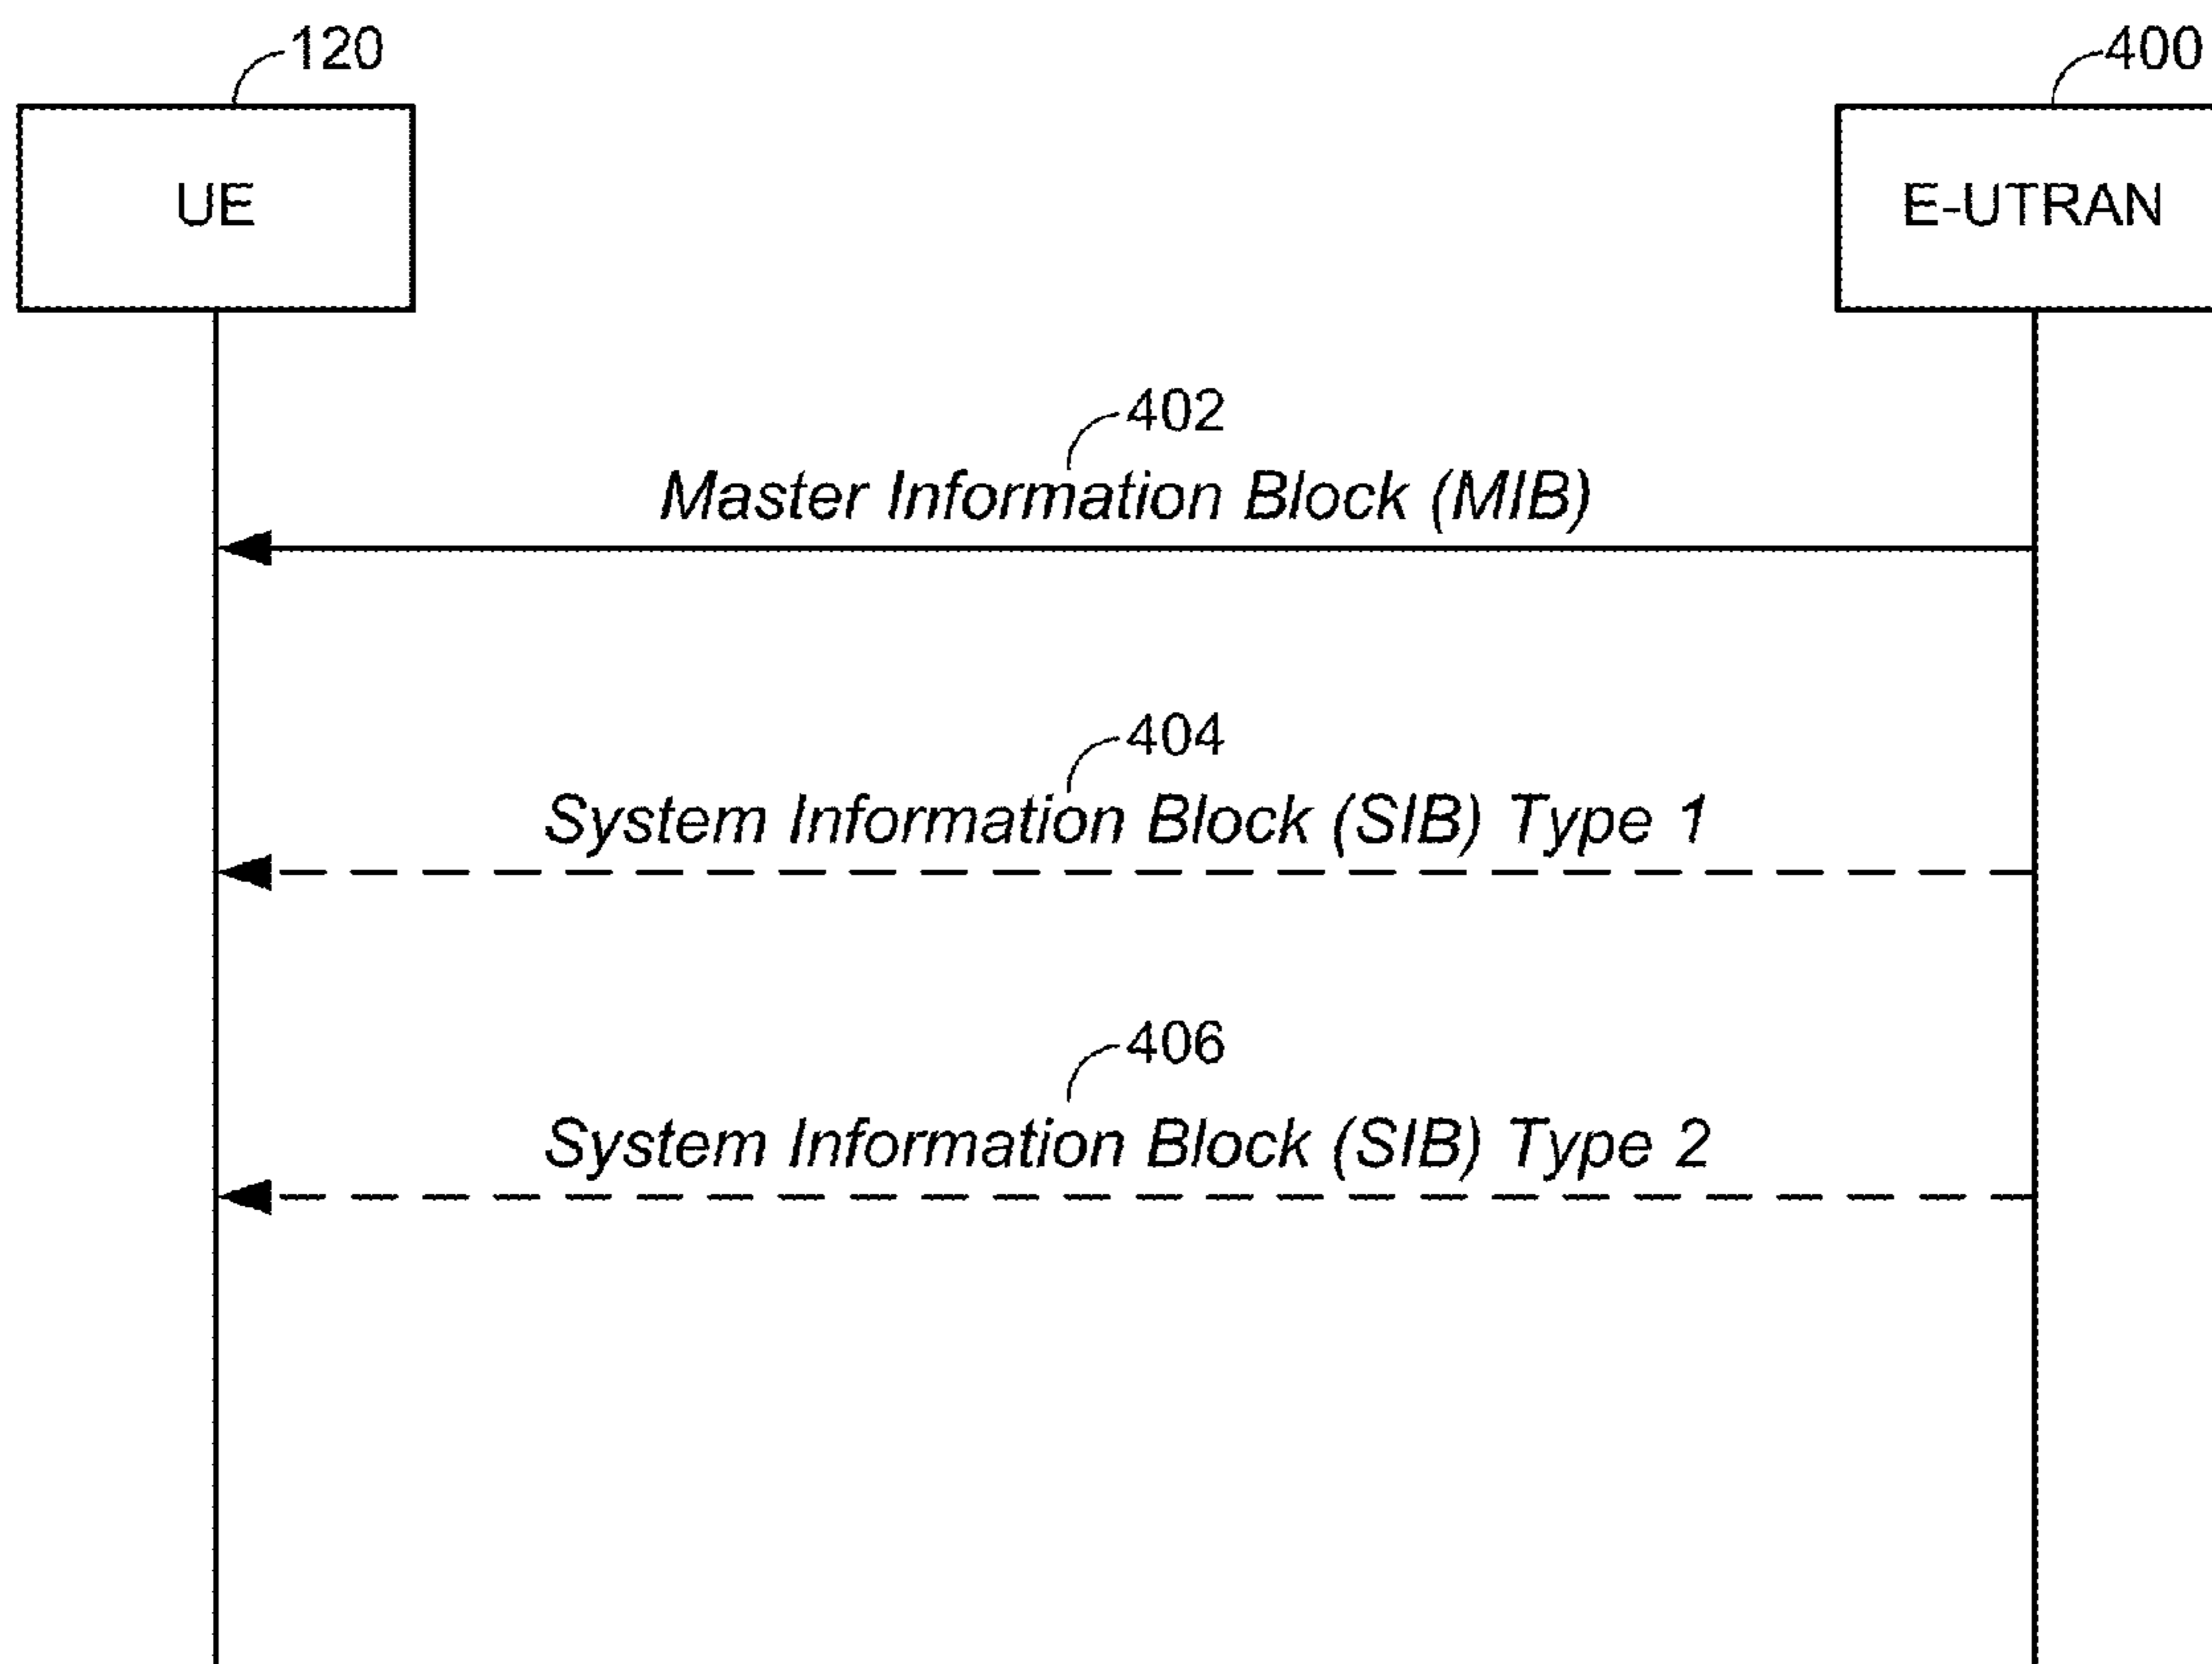 120
400
UE
E-UTRAN
402
Master Information Block (MIB)
404
System Information Block (SIB) Type 1
406
System Information Block (SIB) Type 2